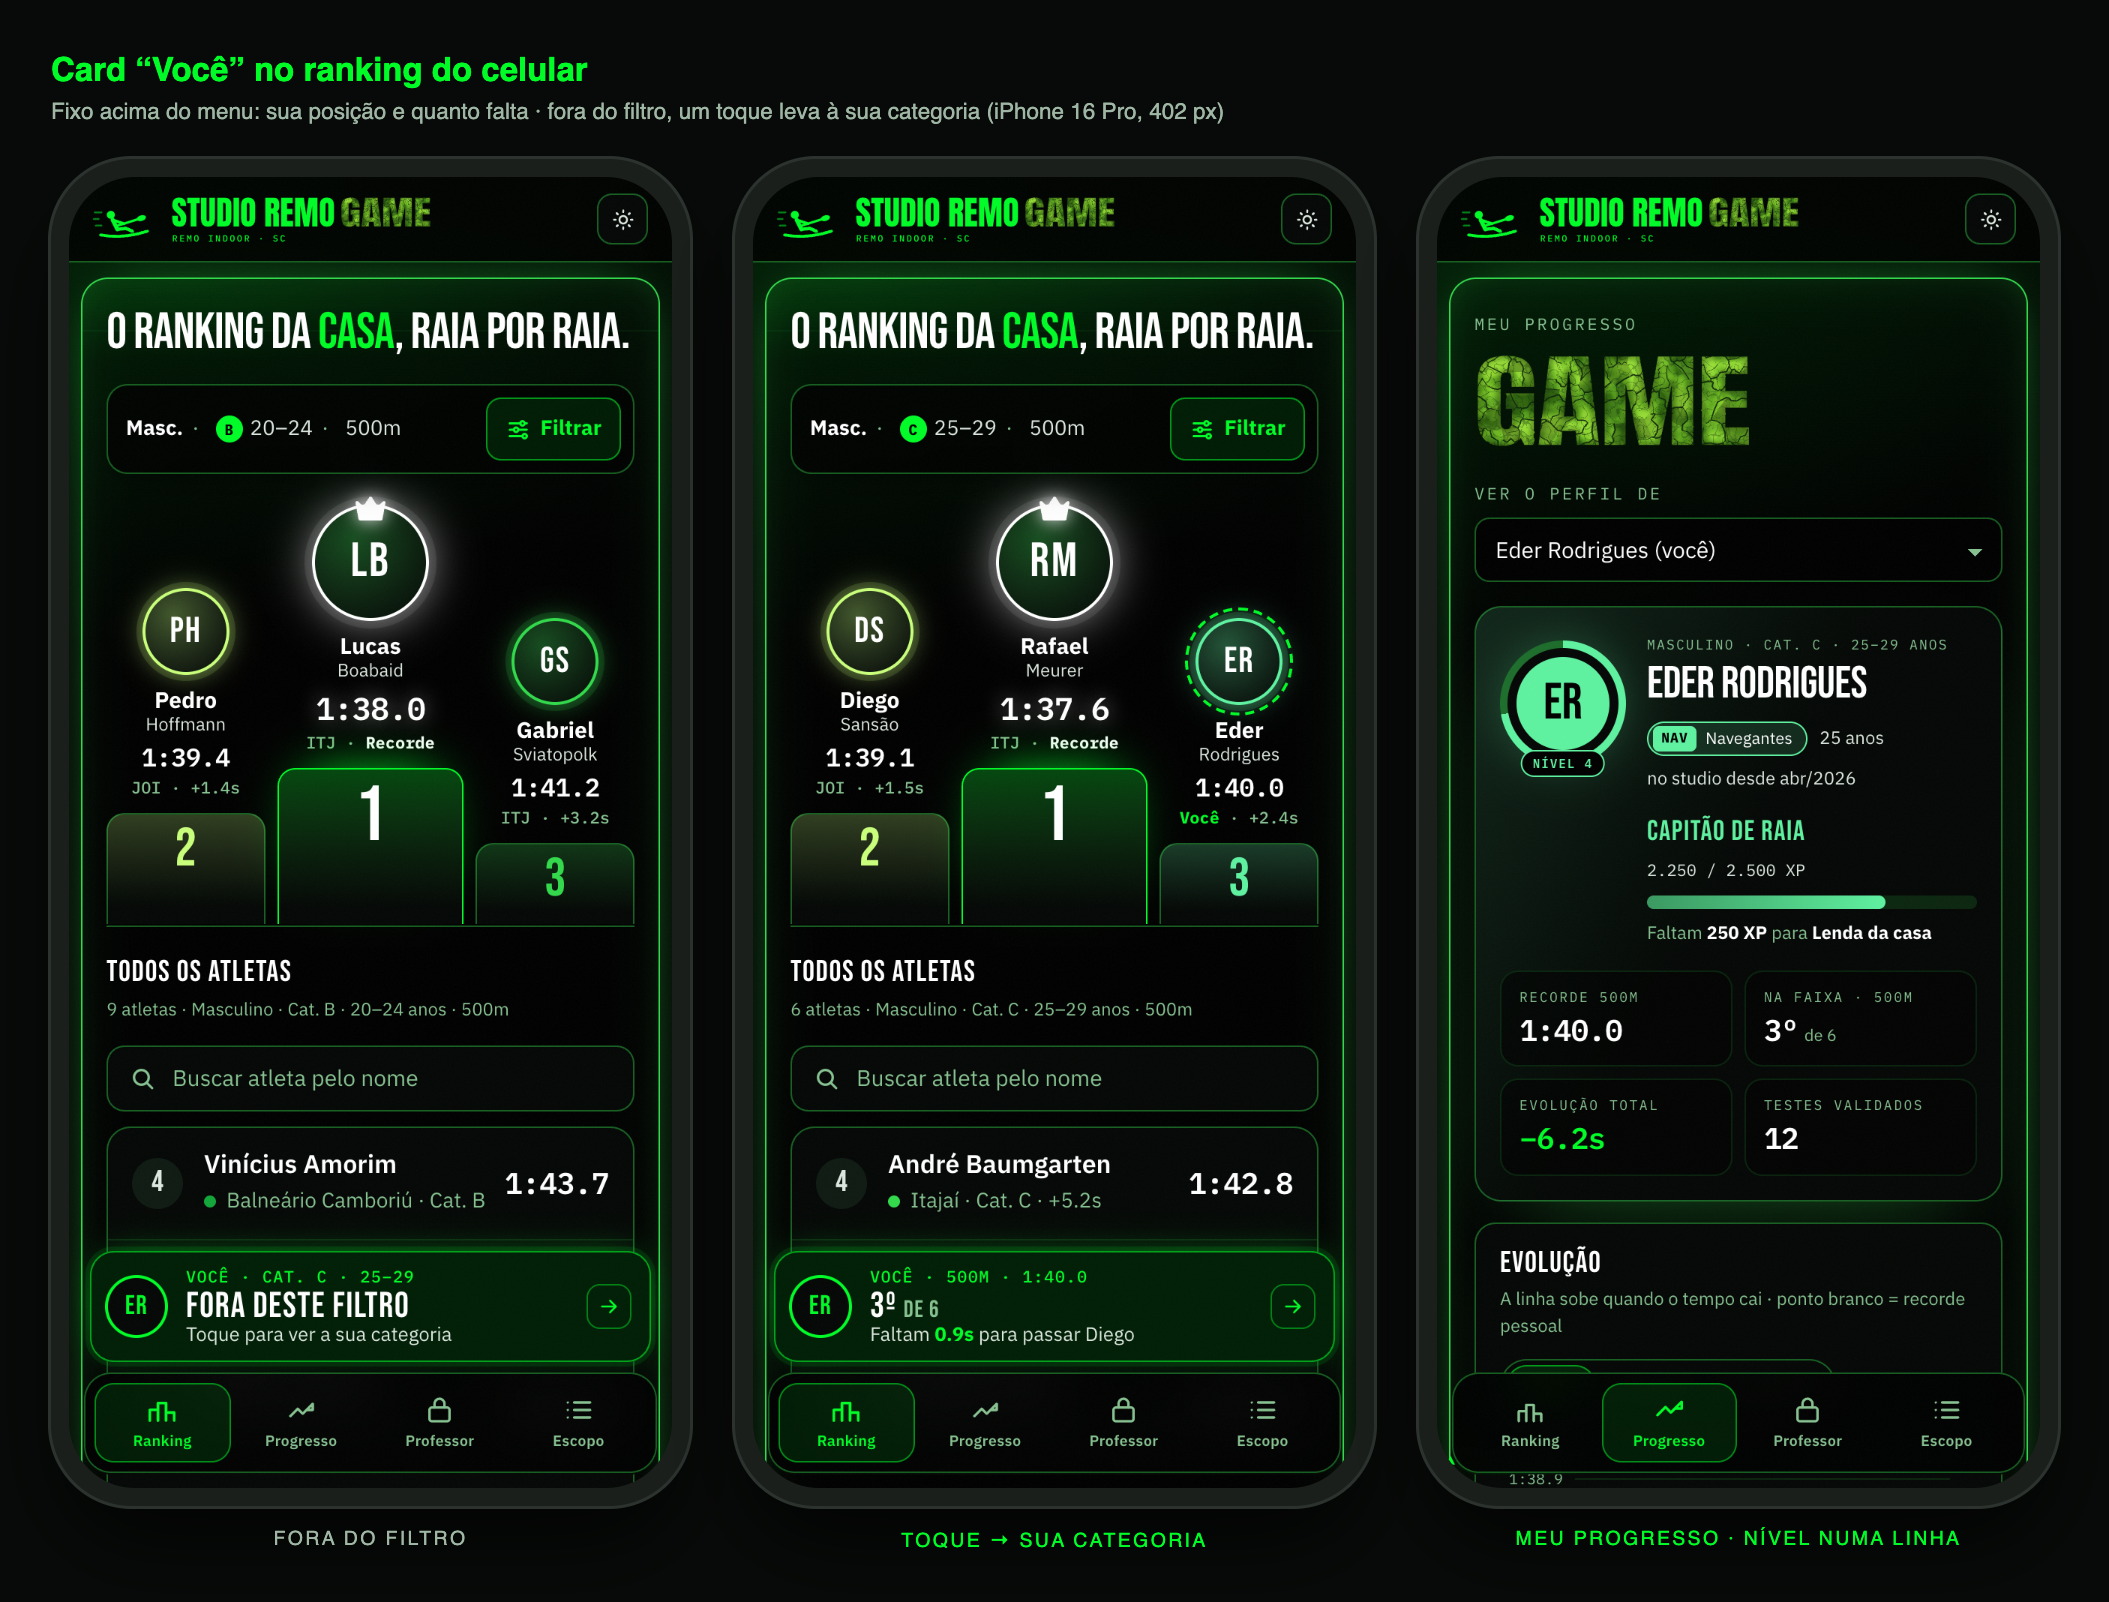 Card “Você” no ranking do celular
Fixo acima do menu: sua posição e quanto falta · fora do filtro, um toque leva à sua categoria (iPhone 16 Pro, 402 px)
STUDIO REMO GAME
REMO INDOOR · SC
O RANKING DA CASA, RAIA POR RAIA.
Masc. · B 20–24 · 500m
Filtrar
LB
Lucas
Boabaid
1:38.0
ITJ · Recorde
1
PH
Pedro
Hoffmann
1:39.4
JOI · +1.4s
2
GS
Gabriel
Sviatopolk
1:41.2
ITJ · +3.2s
3
TODOS OS ATLETAS
9 atletas · Masculino · Cat. B · 20–24 anos · 500m
Buscar atleta pelo nome
4
Vinícius Amorim
Balneário Camboriú · Cat. B
1:43.7
ER
VOCÊ · CAT. C · 25–29
FORA DESTE FILTRO
Toque para ver a sua categoria
Ranking
Progresso
Professor
Escopo
FORA DO FILTRO
STUDIO REMO GAME
REMO INDOOR · SC
O RANKING DA CASA, RAIA POR RAIA.
Masc. · C 25–29 · 500m
Filtrar
RM
Rafael
Meurer
1:37.6
ITJ · Recorde
1
DS
Diego
Sansão
1:39.1
JOI · +1.5s
2
ER
Eder
Rodrigues
1:40.0
Você · +2.4s
3
TODOS OS ATLETAS
6 atletas · Masculino · Cat. C · 25–29 anos · 500m
Buscar atleta pelo nome
4
André Baumgarten
Itajaí · Cat. C · +5.2s
1:42.8
ER
VOCÊ · 500M · 1:40.0
3º DE 6
Faltam 0.9s para passar Diego
Ranking
Progresso
Professor
Escopo
TOQUE → SUA CATEGORIA
STUDIO REMO GAME
REMO INDOOR · SC
MEU PROGRESSO
GAME
VER O PERFIL DE
Eder Rodrigues (você)
ER
NÍVEL 4
MASCULINO · CAT. C · 25–29 ANOS
EDER RODRIGUES
NAV Navegantes 25 anos
no studio desde abr/2026
CAPITÃO DE RAIA
2.250 / 2.500 XP
Faltam 250 XP para Lenda da casa
RECORDE 500M
1:40.0
NA FAIXA · 500M
3º de 6
EVOLUÇÃO TOTAL
−6.2s
TESTES VALIDADOS
12
EVOLUÇÃO
A linha sobe quando o tempo cai · ponto branco = recorde
pessoal
Ranking
Progresso
Professor
Escopo
1:38.9
MEU PROGRESSO · NÍVEL NUMA LINHA